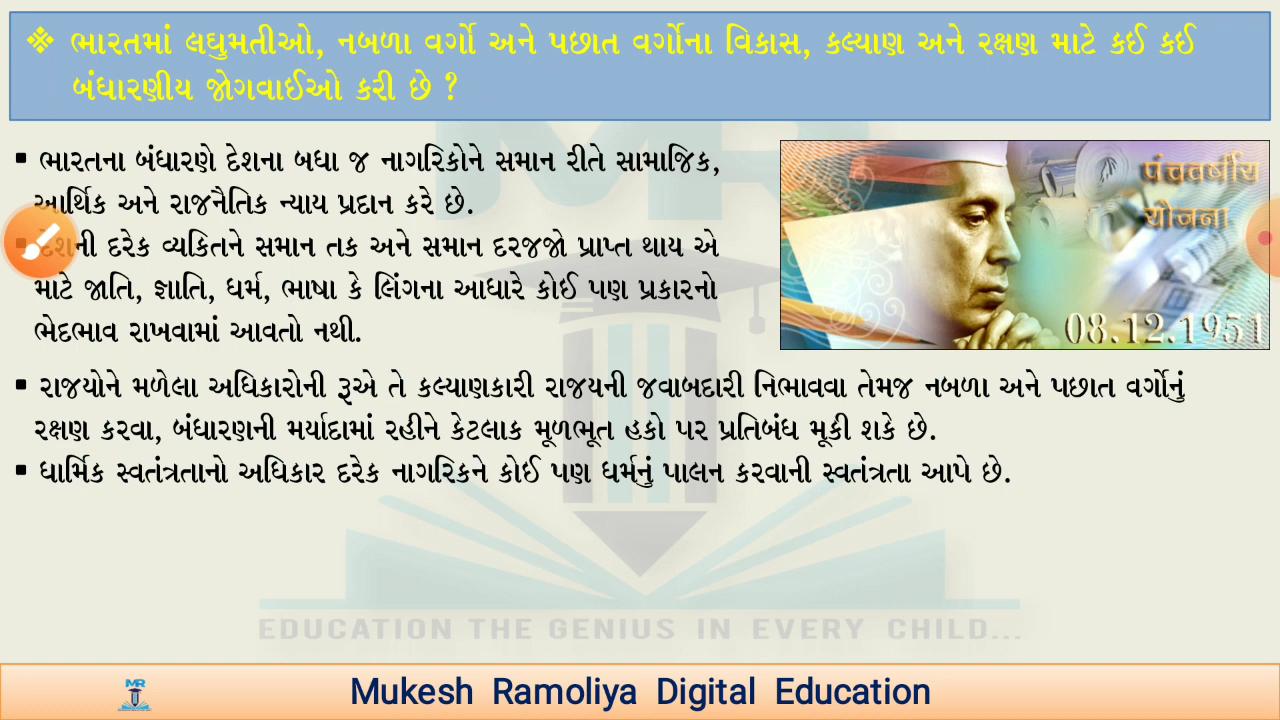 ❖ ભારતમાં લઘુમતીઓ, નબળા વર્ગો અને પછાત વર્ગોના વિકાસ, કલ્યાણ અને રક્ષણ માટે કઈ કઈ
બંધારણીય જોગવાઈઓ કરી છે ?
▪ ભારતના બંધારણે દેશના બધા જ નાગરિકોને સમાન રીતે સામાજિક,
આર્થિક અને રાજનૈતિક ન્યાય પ્રદાન કરે છે.
▪ દેશની દરેક વ્યકિતને સમાન તક અને સમાન દરજજો પ્રાપ્ત થાય એ
માટે જાતિ, જ્ઞાતિ, ધર્મ, ભાષા કે લિંગના આધારે કોઈ પણ પ્રકારનો
ભેદભાવ રાખવામાં આવતો નથી.
पंचवर्षीय
योजना
08.12.1951
▪ રાજયોને મળેલા અધિકારોની રૂએ તે કલ્યાણકારી રાજયની જવાબદારી નિભાવવા તેમજ નબળા અને પછાત વર્ગોનું
રક્ષણ કરવા, બંધારણની મર્યાદામાં રહીને કેટલાક મૂળભૂત હકો પર પ્રતિબંધ મૂકી શકે છે.
▪ ધાર્મિક સ્વતંત્રતાનો અધિકાર દરેક નાગરિકને કોઈ પણ ધર્મનું પાલન કરવાની સ્વતંત્રતા આપે છે.
MR
EDUCATION THE GENIUS IN EVERY CHILD...
MR
Mukesh Ramoliya Digital Education